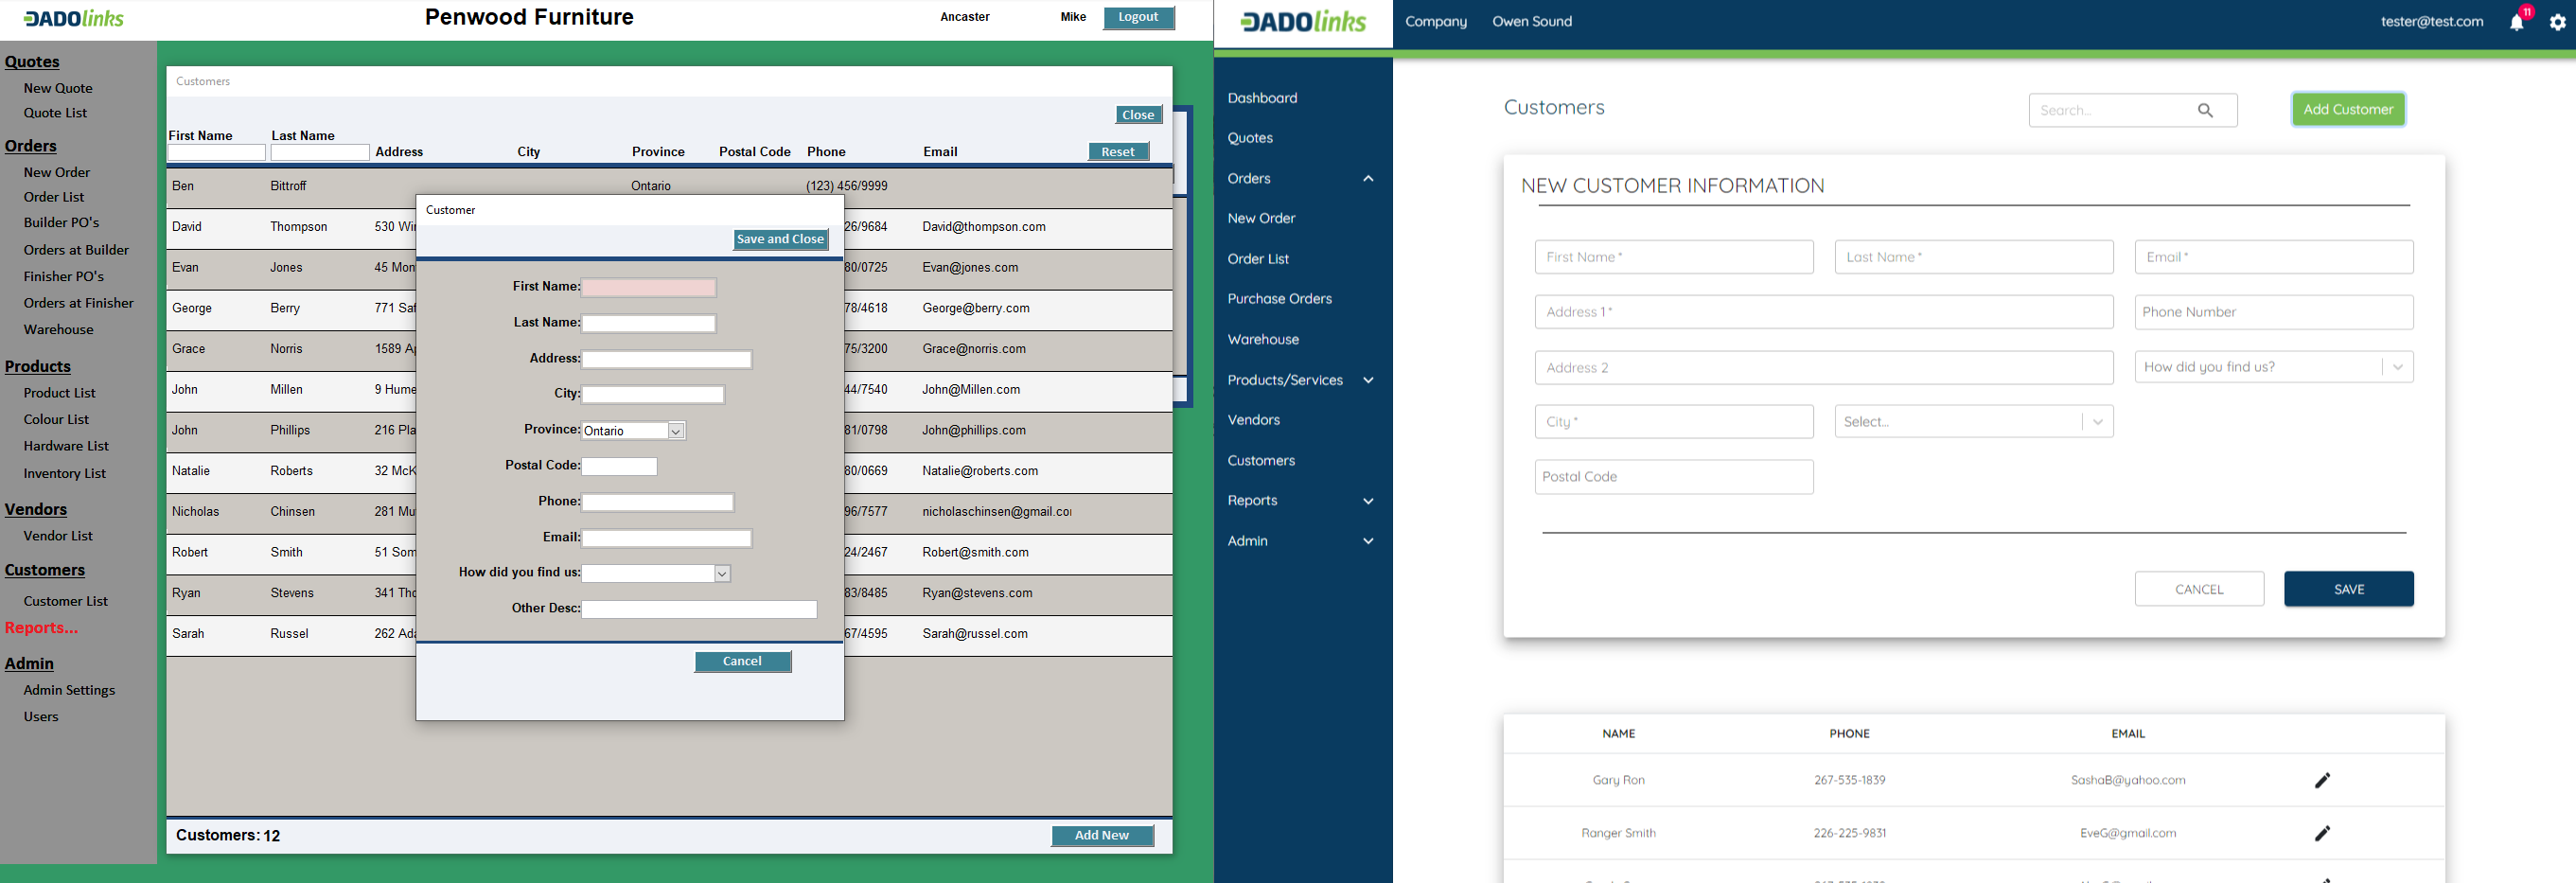 DADOlinks
Penwood Furniture
Ancaster
Mike
Logout
Quotes
New Quote
Quote List
Orders
New Order
Order List
Builder PO's
Orders at Builder
Finisher PO's
Orders at Finisher
Warehouse
Products
Product List
Colour List
Hardware List
Inventory List
Vendors
Vendor List
Customers
Customer List
Reports...
Admin
Admin Settings
Users
Customers
Close
First Name Last Name
Address City Province Postal Code Phone Email Reset
Ben Bittroff Ontario (123) 456/9999
David Thompson 530 Wi 26/9684 David@thompson.com
Evan Jones 45 Mon 80/0725 Evan@jones.com
George Berry 771 Saf 78/4618 George@berry.com
Grace Norris 1589 A 75/3200 Grace@norris.com
John Millen 9 Hume 44/7540 John@Millen.com
John Phillips 216 Pla 81/0798 John@phillips.com
Natalie Roberts 32 McK 80/0669 Natalie@roberts.com
Nicholas Chinsen 281 Mu 96/7577 nicholaschinsen@gmail.co
Robert Smith 51 Som 24/2467 Robert@smith.com
Ryan Stevens 341 Tho 83/8485 Ryan@stevens.com
Sarah Russel 262 Ad 67/4595 Sarah@russel.com
Customers: 12
Add New
Customer
Save and Close
First Name:
Last Name:
Address:
City:
Province: Ontario
Postal Code:
Phone:
Email:
How did you find us:
Other Desc:
Cancel
DADOlinks
Company
Owen Sound
tester@test.com
11
Dashboard
Quotes
Orders
New Order
Order List
Purchase Orders
Warehouse
Products/Services
Vendors
Customers
Reports
Admin
Customers
Search...
Add Customer
NEW CUSTOMER INFORMATION
First Name *
Last Name *
Email *
Address 1 *
Phone Number
Address 2
How did you find us?
City *
Select...
Postal Code
CANCEL
SAVE
NAME PHONE EMAIL
Gary Ron 267-535-1839 SashaB@yahoo.com
Ranger Smith 226-225-9831 EveG@gmail.com